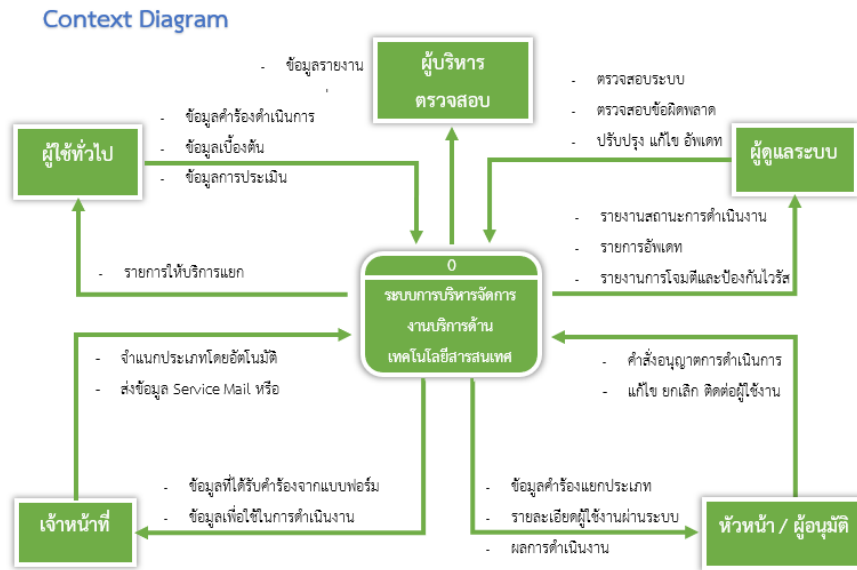 Context Diagram
- ข้อมูลรายงาน
ผู้บริหาร
ตรวจสอบ
- ตรวจสอบระบบ
- ตรวจสอบข้อผิดพลาด
- ปรับปรุง แก้ไข อัพเดท
ผู้ใช้ทั่วไป
- ข้อมูลคำร้องดำเนินการ
- ข้อมูลเบื้องต้น
- ข้อมูลการประเมิน
ผู้ดูแลระบบ
- รายงานสถานะการดำเนินงาน
- รายการอัพเดท
- รายงานการโจมตีและป้องกันไวรัส
- รายการให้บริการแยก
0
ระบบการบริหารจัดการ
งานบริการด้าน
เทคโนโลยีสารสนเทศ
- จำแนกประเภทโดยอัตโนมัติ
- ส่งข้อมูล Service Mail หรือ
- คำสั่งอนุญาตการดำเนินการ
- แก้ไข ยกเลิก ติดต่อผู้ใช้งาน
- ข้อมูลที่ได้รับคำร้องจากแบบฟอร์ม
- ข้อมูลเพื่อใช้ในการดำเนินงาน
เจ้าหน้าที่
- ข้อมูลคำร้องแยกประเภท
- รายละเอียดผู้ใช้งานผ่านระบบ
- ผลการดำเนินงาน
หัวหน้า / ผู้อนุมัติ